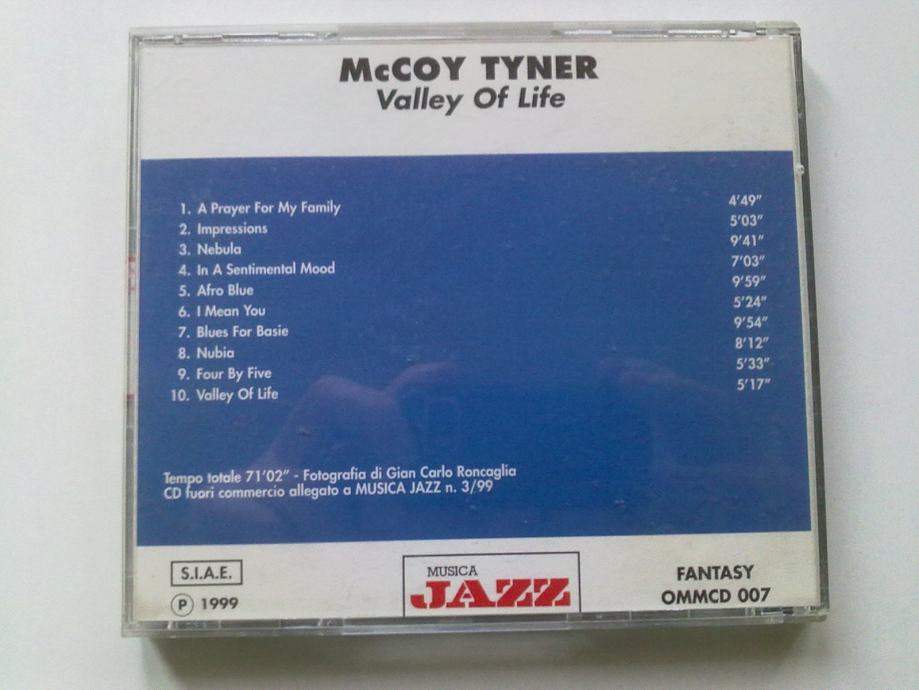 McCOY TYNER
Valley Of Life
1. A Prayer For My Family 4'49"
2. Impressions 5'03"
3. Nebula 9'41"
4. In A Sentimental Mood 7'03"
5. Afro Blue 9'59"
6. I Mean You 5'24"
7. Blues For Basie 9'54"
8. Nubia 8'12"
9. Four By Five 5'33"
10. Valley Of Life 5'17"
Tempo totale 71'02" - Fotografia di Gian Carlo Roncaglia
CD fuori commercio allegato a MUSICA JAZZ n. 3/99
S.I.A.E.
P 1999
MUSICA
JAZZ
FANTASY
OMMCD 007